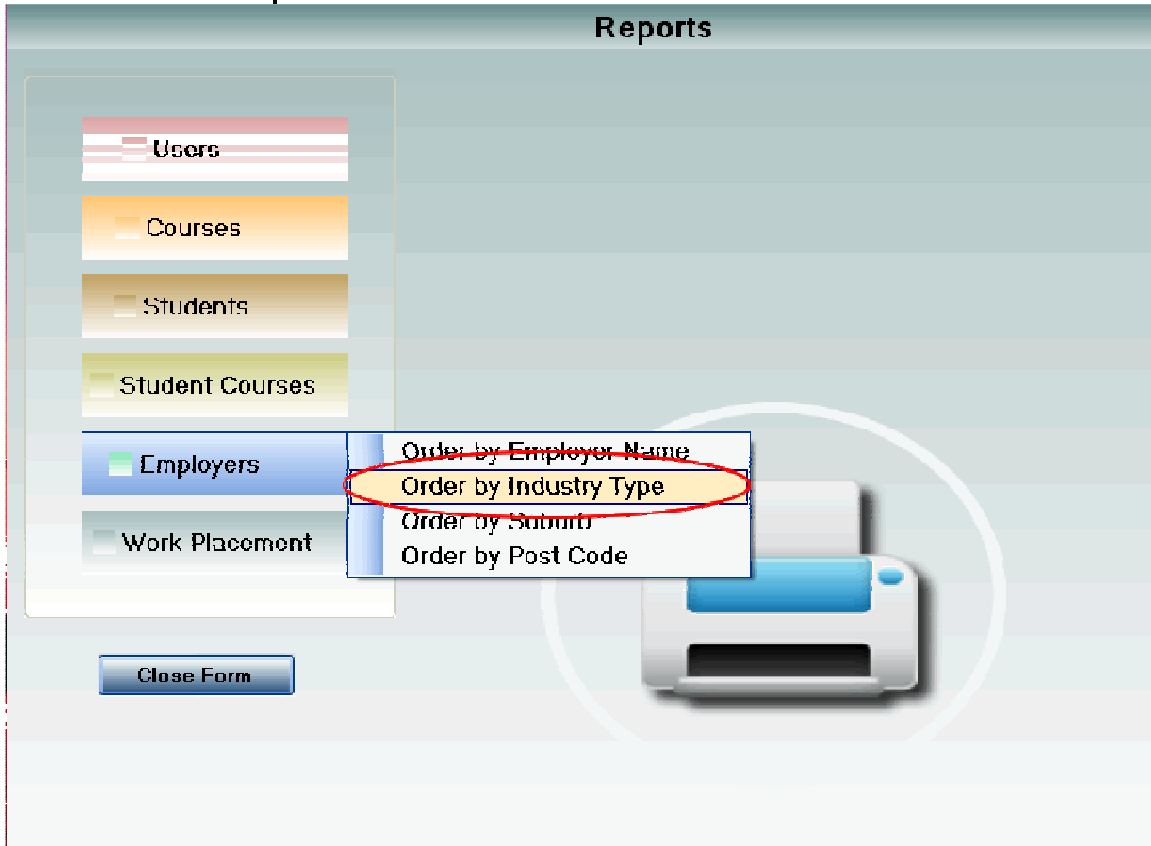 Reports
Users
Courses
Students
Student Courses
Employers
Order by Employer Name
Order by Industry Type
Order by Suburb
Order by Post Code
Work Placement
Close Form